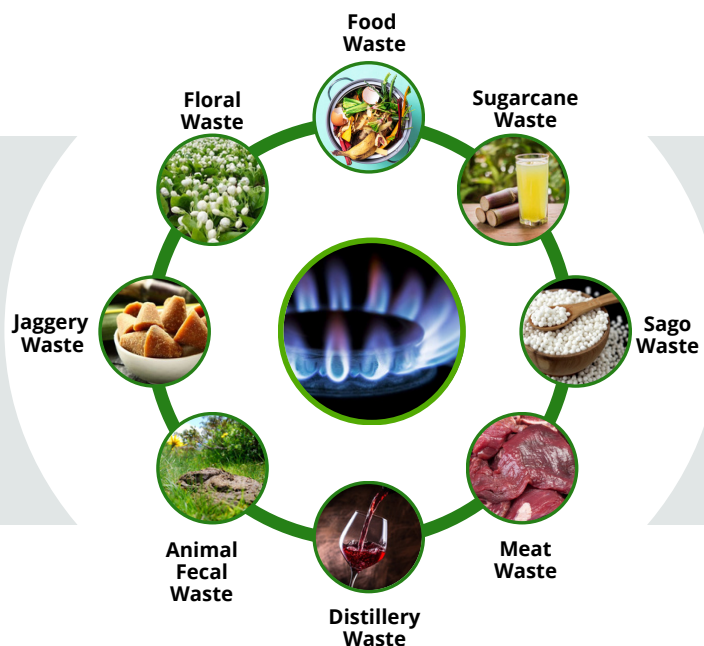 Food
Waste
Sugarcane
Waste
Sago
Waste
Meat
Waste
Distillery
Waste
Animal
Fecal
Waste
Jaggery
Waste
Floral
Waste